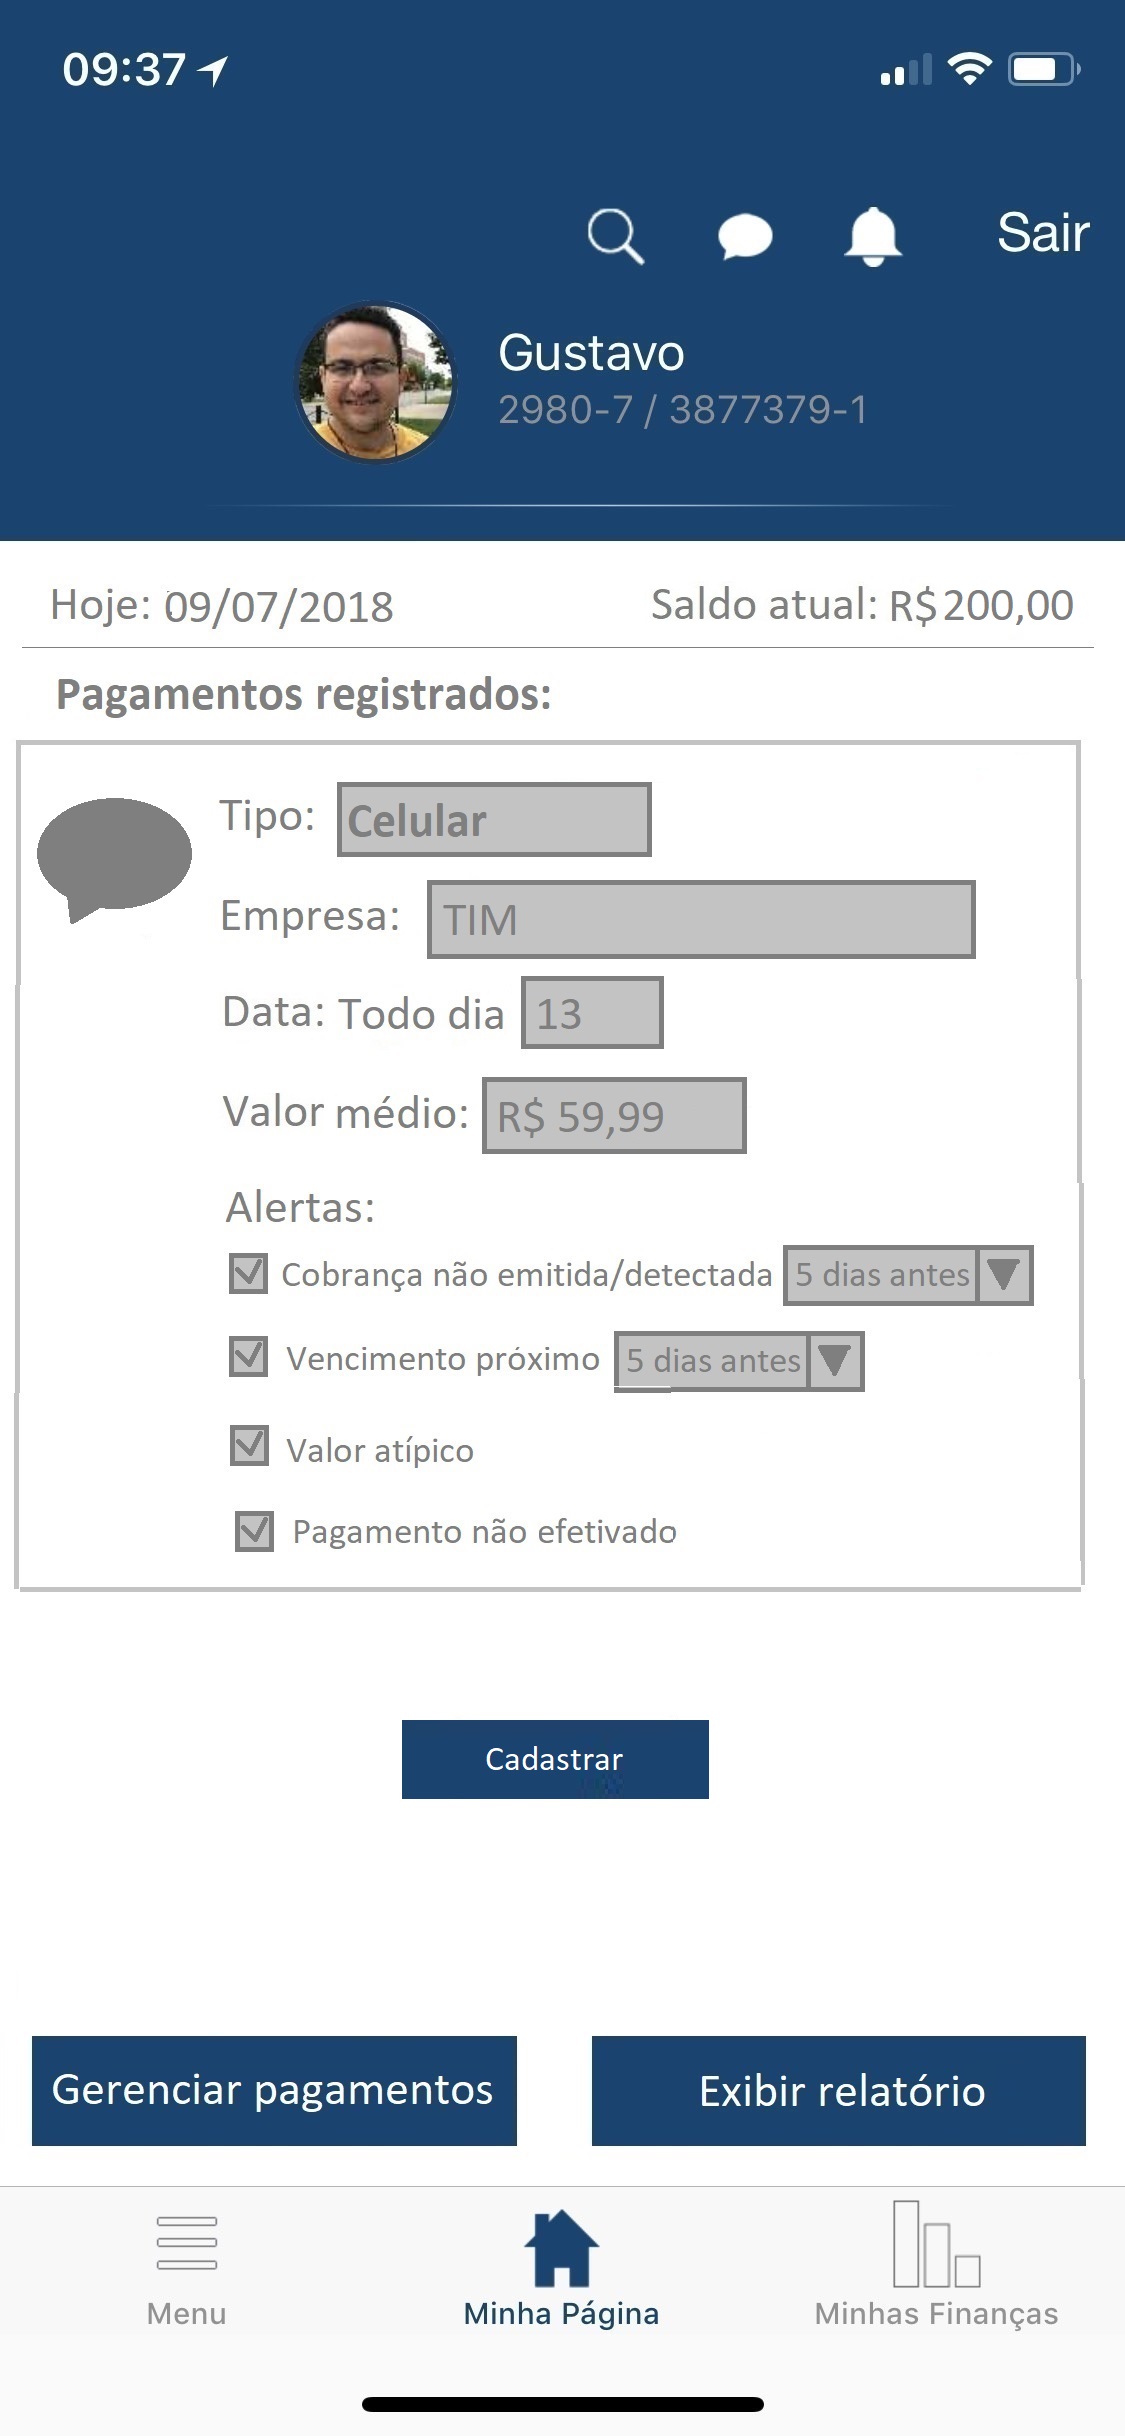 09:37
Sair
Gustavo
2980-7 / 3877379-1
Hoje: 09/07/2018 Saldo atual: R$ 200,00
Pagamentos registrados:
Tipo: Celular
Empresa: TIM
Data: Todo dia 13
Valor médio: R$ 59,99
Alertas:
Cobrança não emitida/detectada 5 dias antes
Vencimento próximo 5 dias antes
Valor atípico
Pagamento não efetivado
Cadastrar
Gerenciar pagamentos Exibir relatório
Menu Minha Página Minhas Finanças